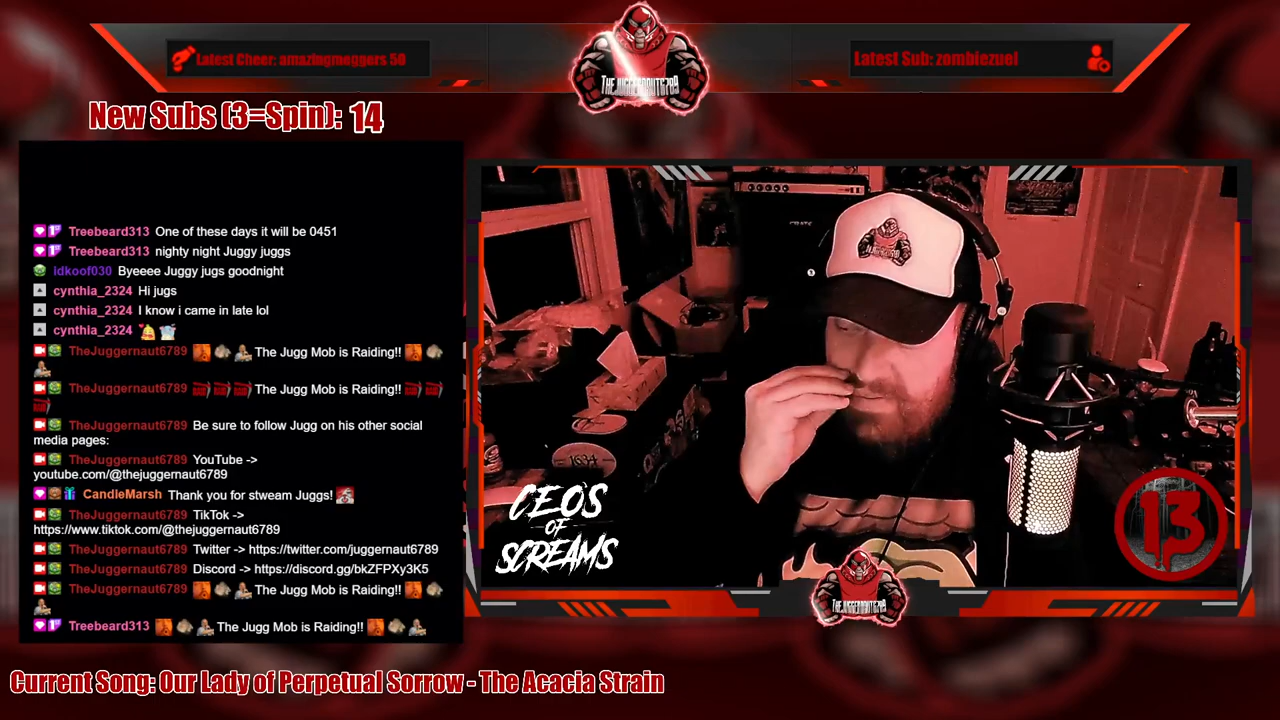 Latest Cheer: amazingmoggers 50
THEJUGGERNAUT6789
Latest Sub: zombiezuel
New Subs (3=Spin): 14
Treebeard313 One of these days it will be 0451
Treebeard313 nighty night Juggy juggs
idkoof030 Byeeee Juggy jugs goodnight
cynthia_2324 Hi jugs
cynthia_2324 I know i came in late lol
cynthia_2324
TheJuggernaut6789 The Jugg Mob is Raiding!!
TheJuggernaut6789 The Jugg Mob is Raiding!!
TheJuggernaut6789 Be sure to follow Jugg on his other social
media pages:
TheJuggernaut6789 YouTube ->
youtube.com/@thejuggernaut6789
CandleMarsh Thank you for stweam Juggs!
TheJuggernaut6789 TikTok ->
https://www.tiktok.com/@thejuggernaut6789
TheJuggernaut6789 Twitter -> https://twitter.com/juggernaut6789
TheJuggernaut6789 Discord -> https://discord.gg/bkZFPXy3K5
TheJuggernaut6789 The Jugg Mob is Raiding!!
Treebeard313 The Jugg Mob is Raiding!!
1634
CEOS
OF
SCREAMS
13
THEJUGGERNAUT6789
Current Song: Our Lady of Perpetual Sorrow - The Acacia Strain